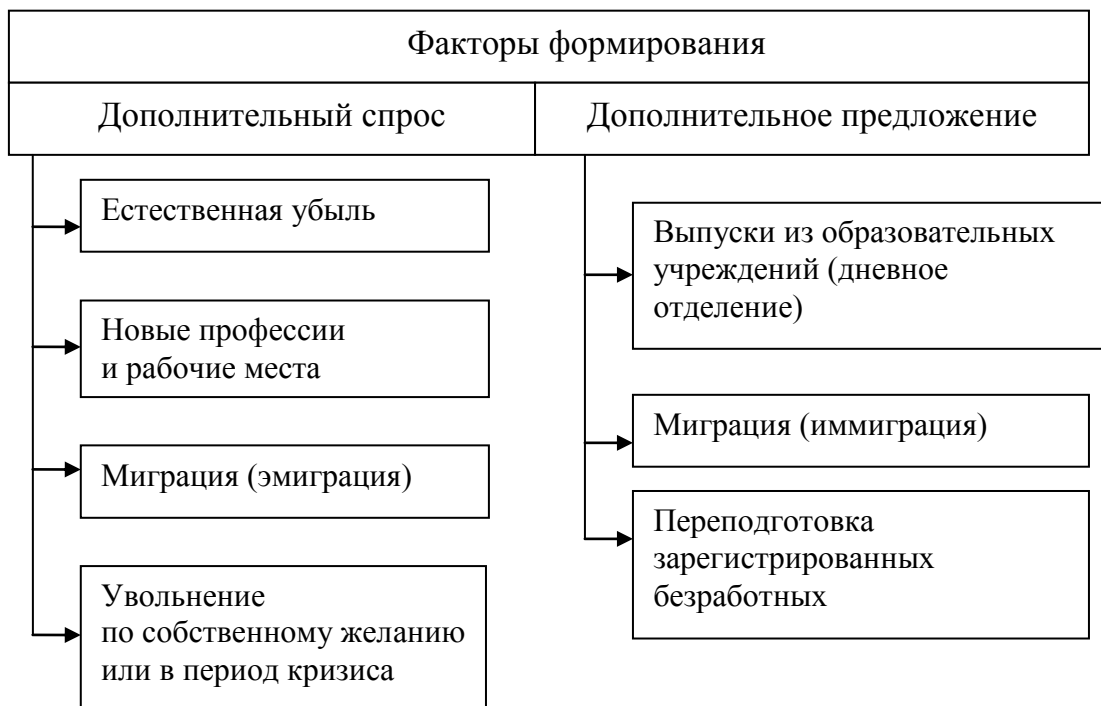 Факторы формирования
Дополнительный спрос
Дополнительное предложение
Естественная убыль
Новые профессии
и рабочие места
Миграция (эмиграция)
Увольнение
по собственному желанию
или в период кризиса
Выпуски из образовательных
учреждений (дневное
отделение)
Миграция (иммиграция)
Переподготовка
зарегистрированных
безработных